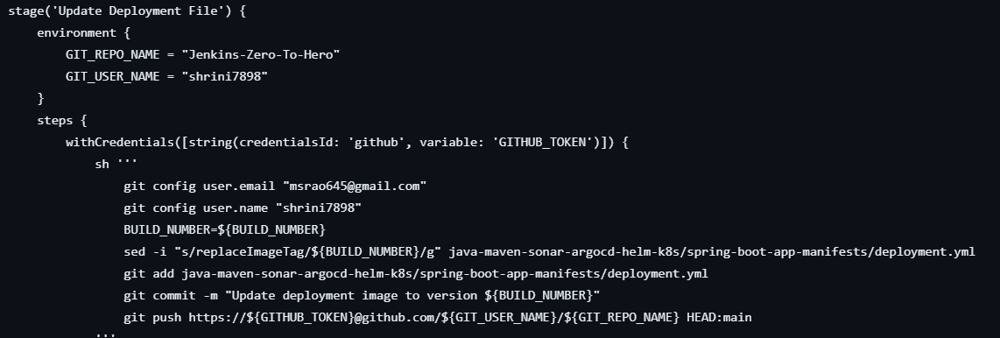 stage('Update Deployment File') {
environment {
GIT_REPO_NAME = "Jenkins-Zero-To-Hero"
GIT_USER_NAME = "shrini7898"
}
steps {
withCredentials([string(credentialsId: 'github', variable: 'GITHUB_TOKEN')]) {
sh '''
git config user.email "msrao645@gmail.com"
git config user.name "shrini7898"
BUILD_NUMBER=${BUILD_NUMBER}
sed -i "s/replaceImageTag/${BUILD_NUMBER}/g" java-maven-sonar-argocd-helm-k8s/spring-boot-app-manifests/deployment.yml
git add java-maven-sonar-argocd-helm-k8s/spring-boot-app-manifests/deployment.yml
git commit -m "Update deployment image to version ${BUILD_NUMBER}"
git push https://${GITHUB_TOKEN}@github.com/${GIT_USER_NAME}/${GIT_REPO_NAME} HEAD:main
'''